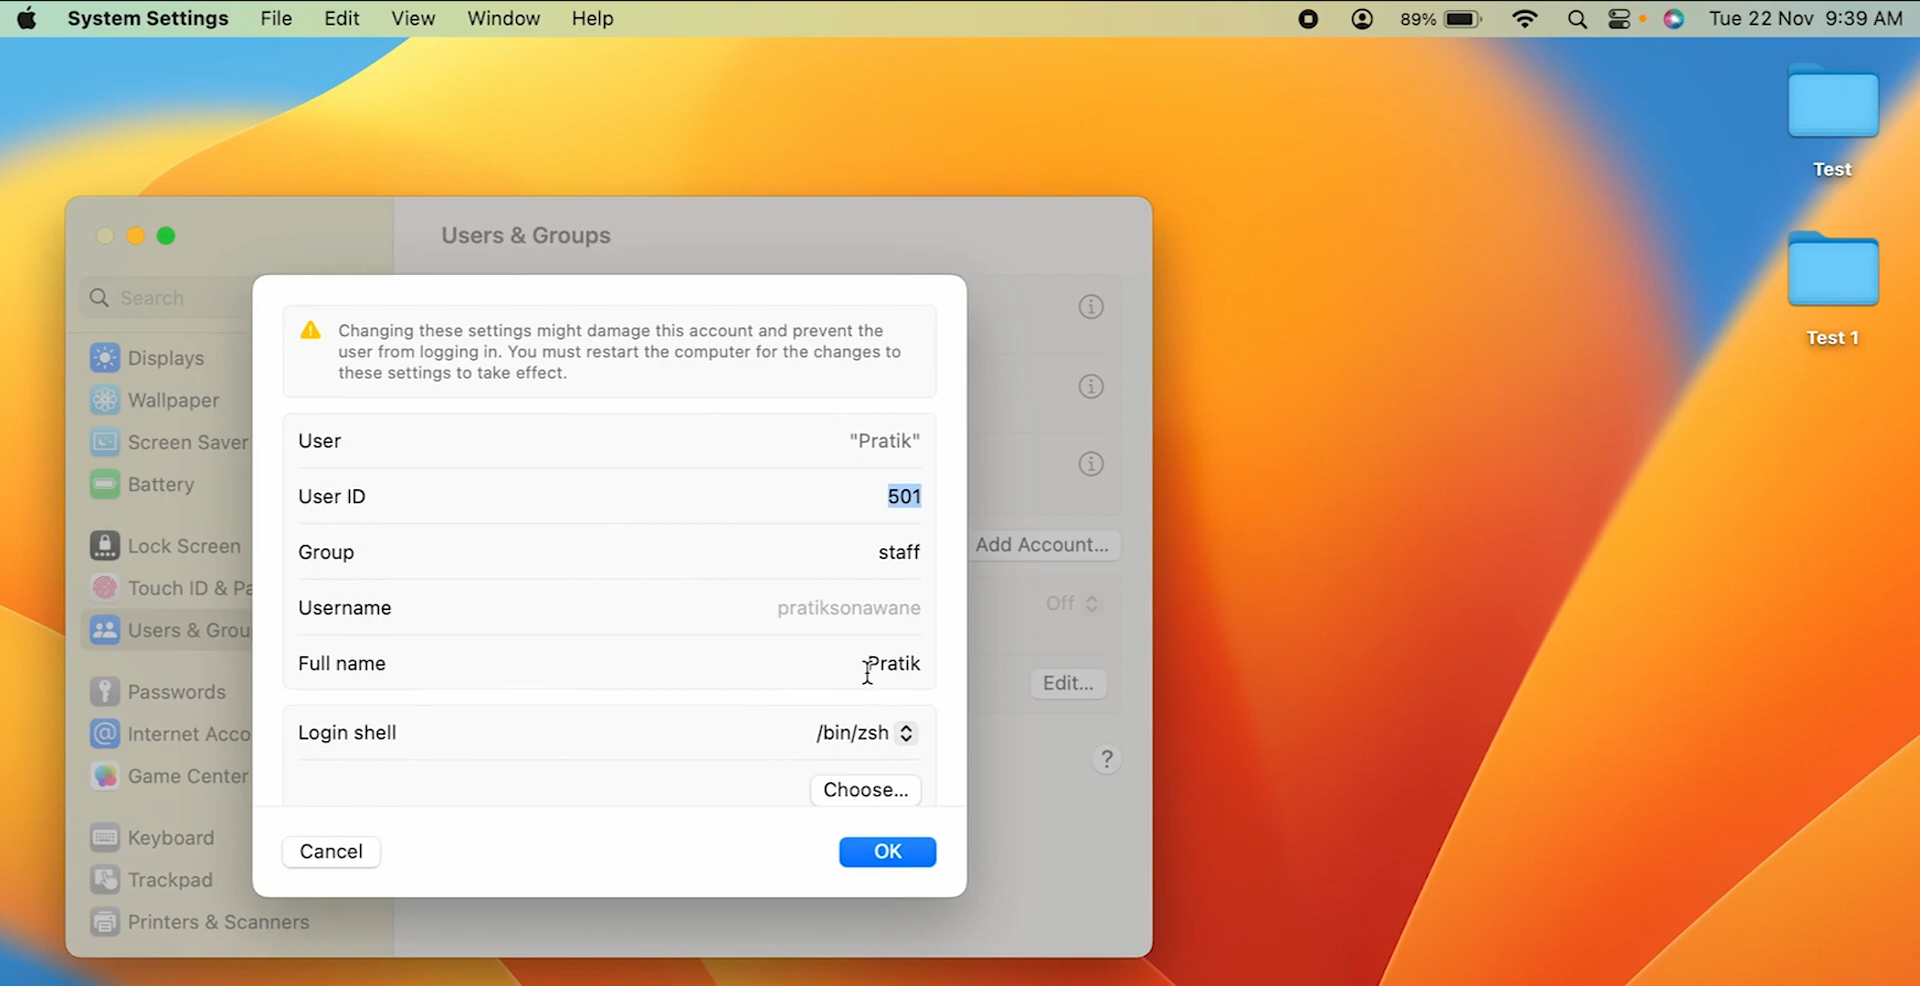 System Settings File Edit View Window Help 89% Tue 22 Nov 9:39 AM
Test
Test 1
Users & Groups
Search
Displays
Wallpaper
Screen Saver
Battery
Lock Screen
Touch ID & Pa
Users & Grou
Passwords
Internet Acco
Game Center
Keyboard
Trackpad
Printers & Scanners
Changing these settings might damage this account and prevent the
user from logging in. You must restart the computer for the changes to
these settings to take effect.
User "Pratik"
User ID 501
Group staff
Username pratiksonawane
Full name Pratik
Login shell /bin/zsh
Choose...
Cancel OK
Add Account...
Off
Edit...
?